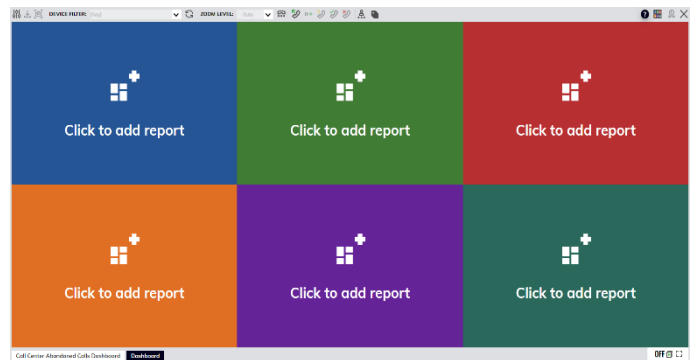 DEVICE FILTER: ZOOM LEVEL:
Click to add report Click to add report Click to add report
Click to add report Click to add report Click to add report
Call Center Abandoned Calls Dashboard Dashboard OFF